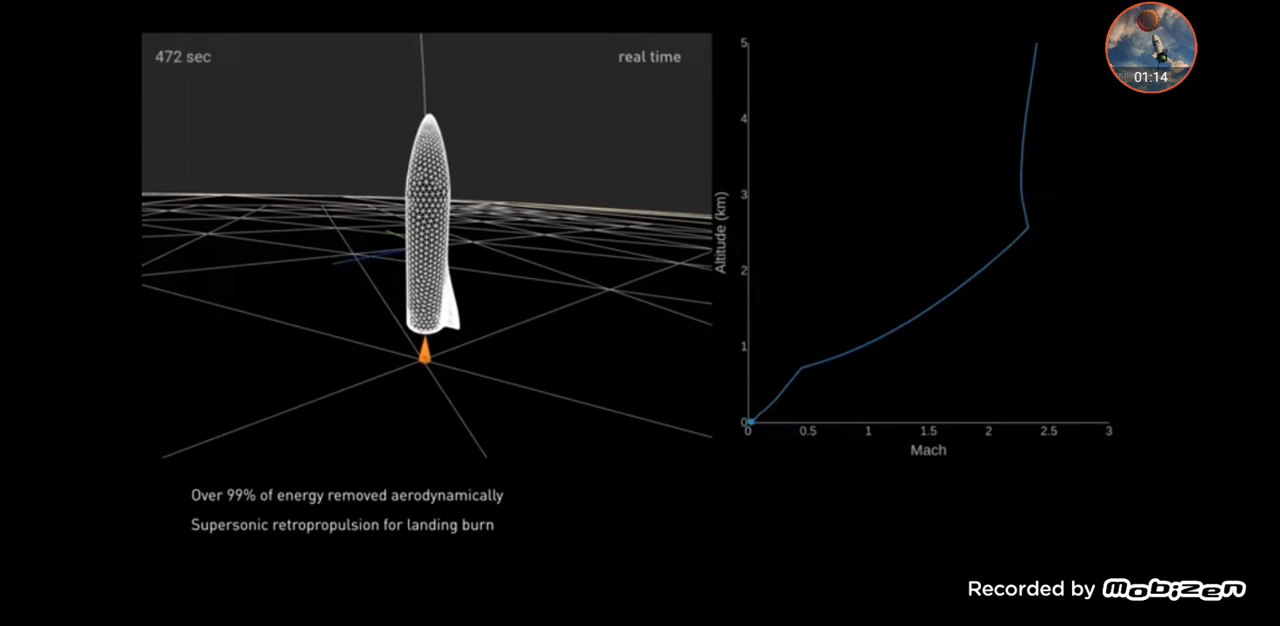 472 sec
real time
01:14
5
4
3
2
1
0
Altitude (km)
0 0.5 1 1.5 2 2.5 3
Mach
Over 99% of energy removed aerodynamically
Supersonic retropropulsion for landing burn
Recorded by mobizen